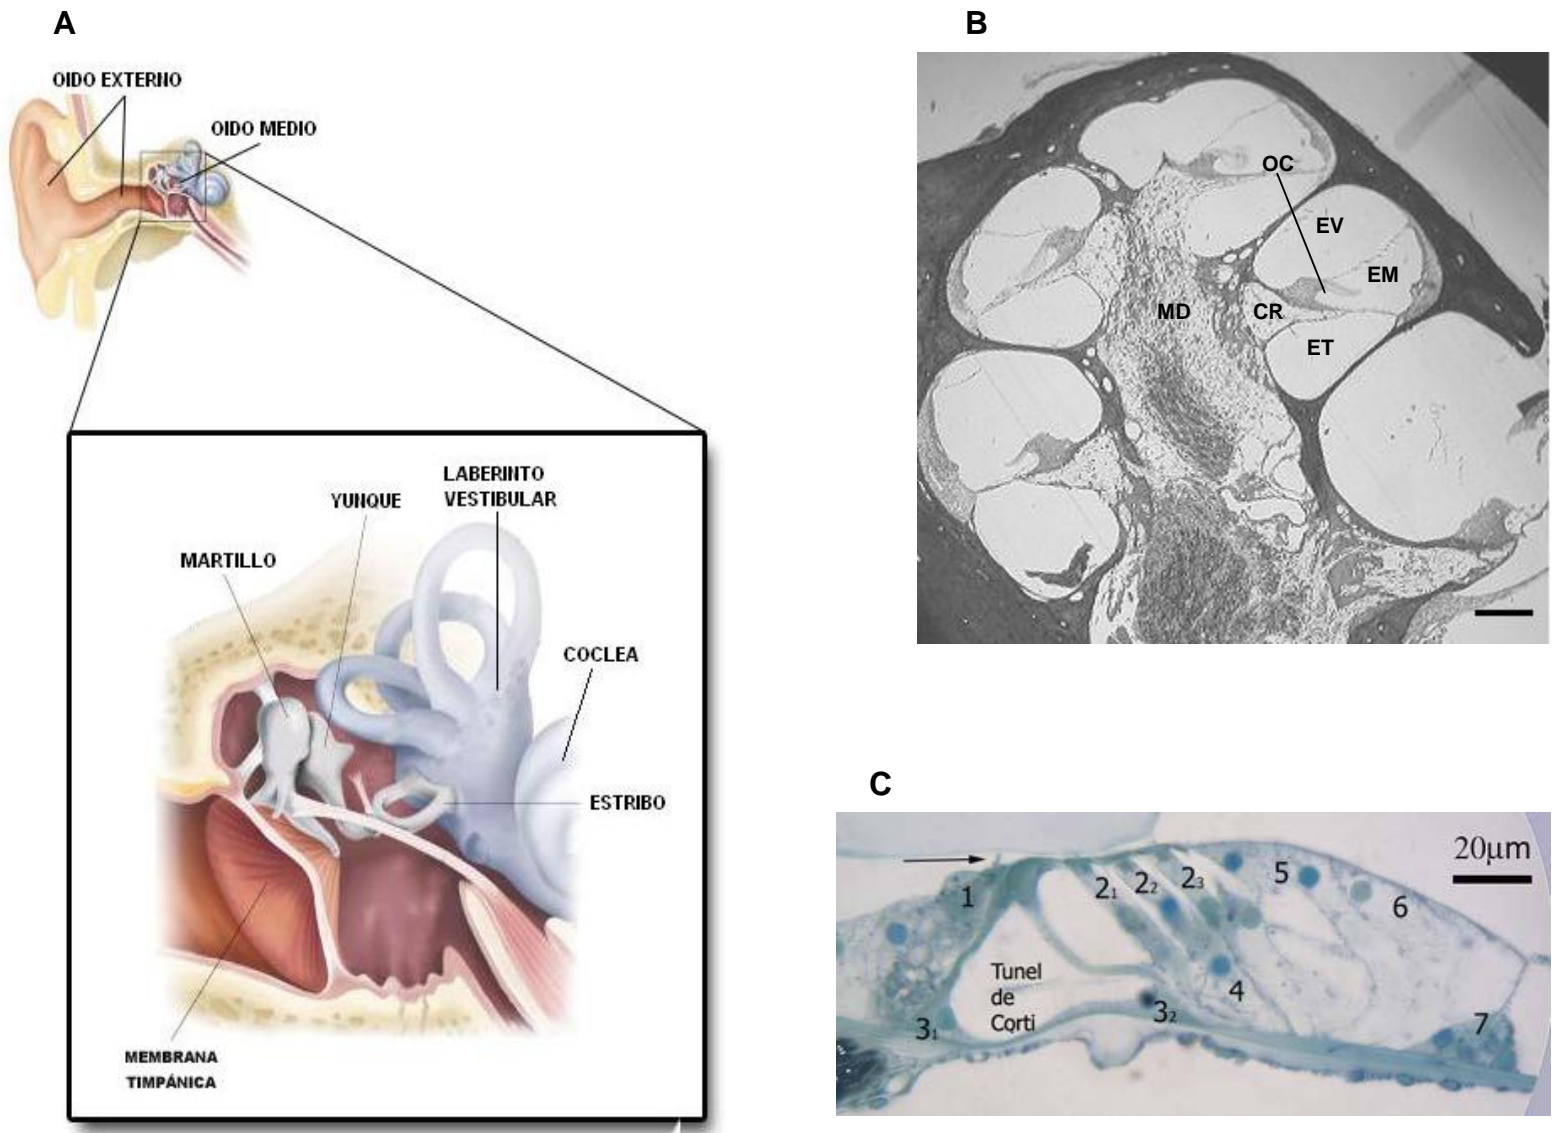 A
OIDO EXTERNO
OIDO MEDIO
LABERINTO
VESTIBULAR
YUNQUE
MARTILLO
COCLEA
ESTRIBO
MEMBRANA
TIMPÁNICA
B
OC
EV
EM
MD
CR
ET
C
20µm
1
2₁
2₂
2₃
5
6
Tunel
de
Corti
3₁
3₂
4
7